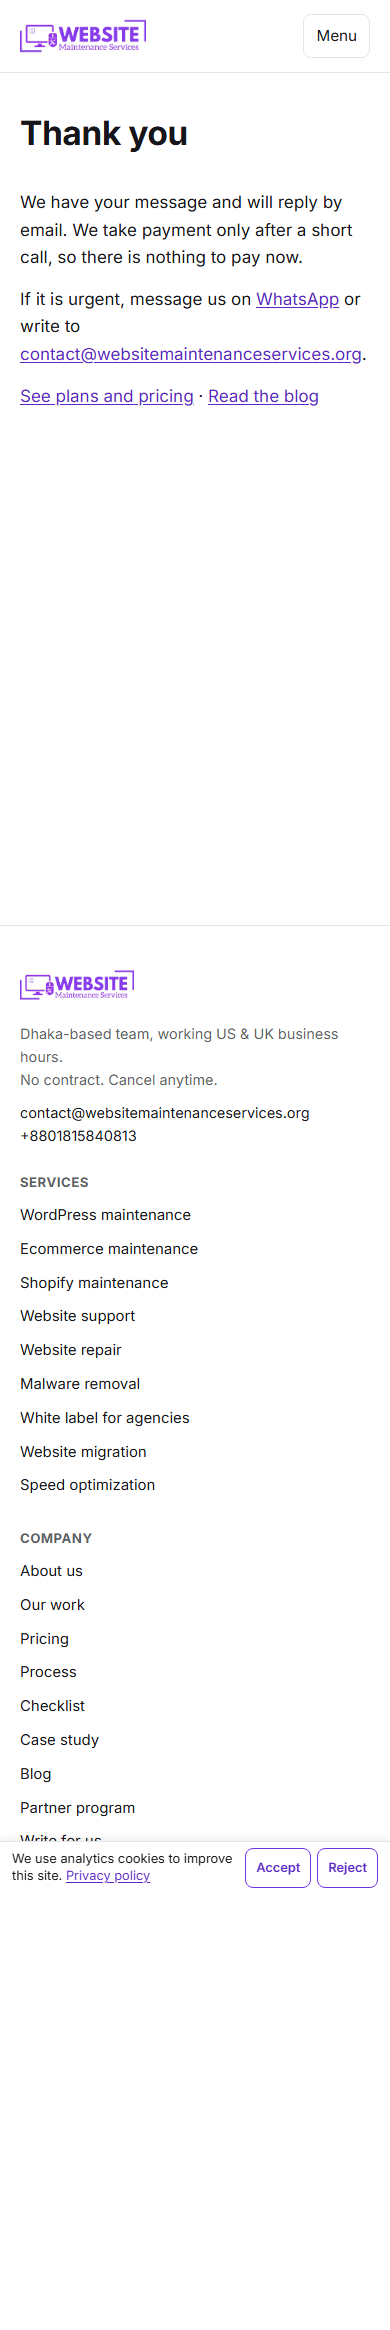 WEBSITE
Maintenance Services
Menu
Thank you
We have your message and will reply by
email. We take payment only after a short
call, so there is nothing to pay now.
If it is urgent, message us on WhatsApp or
write to
contact@websitemaintenanceservices.org.
See plans and pricing · Read the blog
WEBSITE
Maintenance Services
Dhaka-based team, working US & UK business
hours.
No contract. Cancel anytime.
contact@websitemaintenanceservices.org
+8801815840813
SERVICES
WordPress maintenance
Ecommerce maintenance
Shopify maintenance
Website support
Website repair
Malware removal
White label for agencies
Website migration
Speed optimization
COMPANY
About us
Our work
Pricing
Process
Checklist
Case study
Blog
Partner program
Write for us
We use analytics cookies to improve
this site. Privacy policy
Accept
Reject